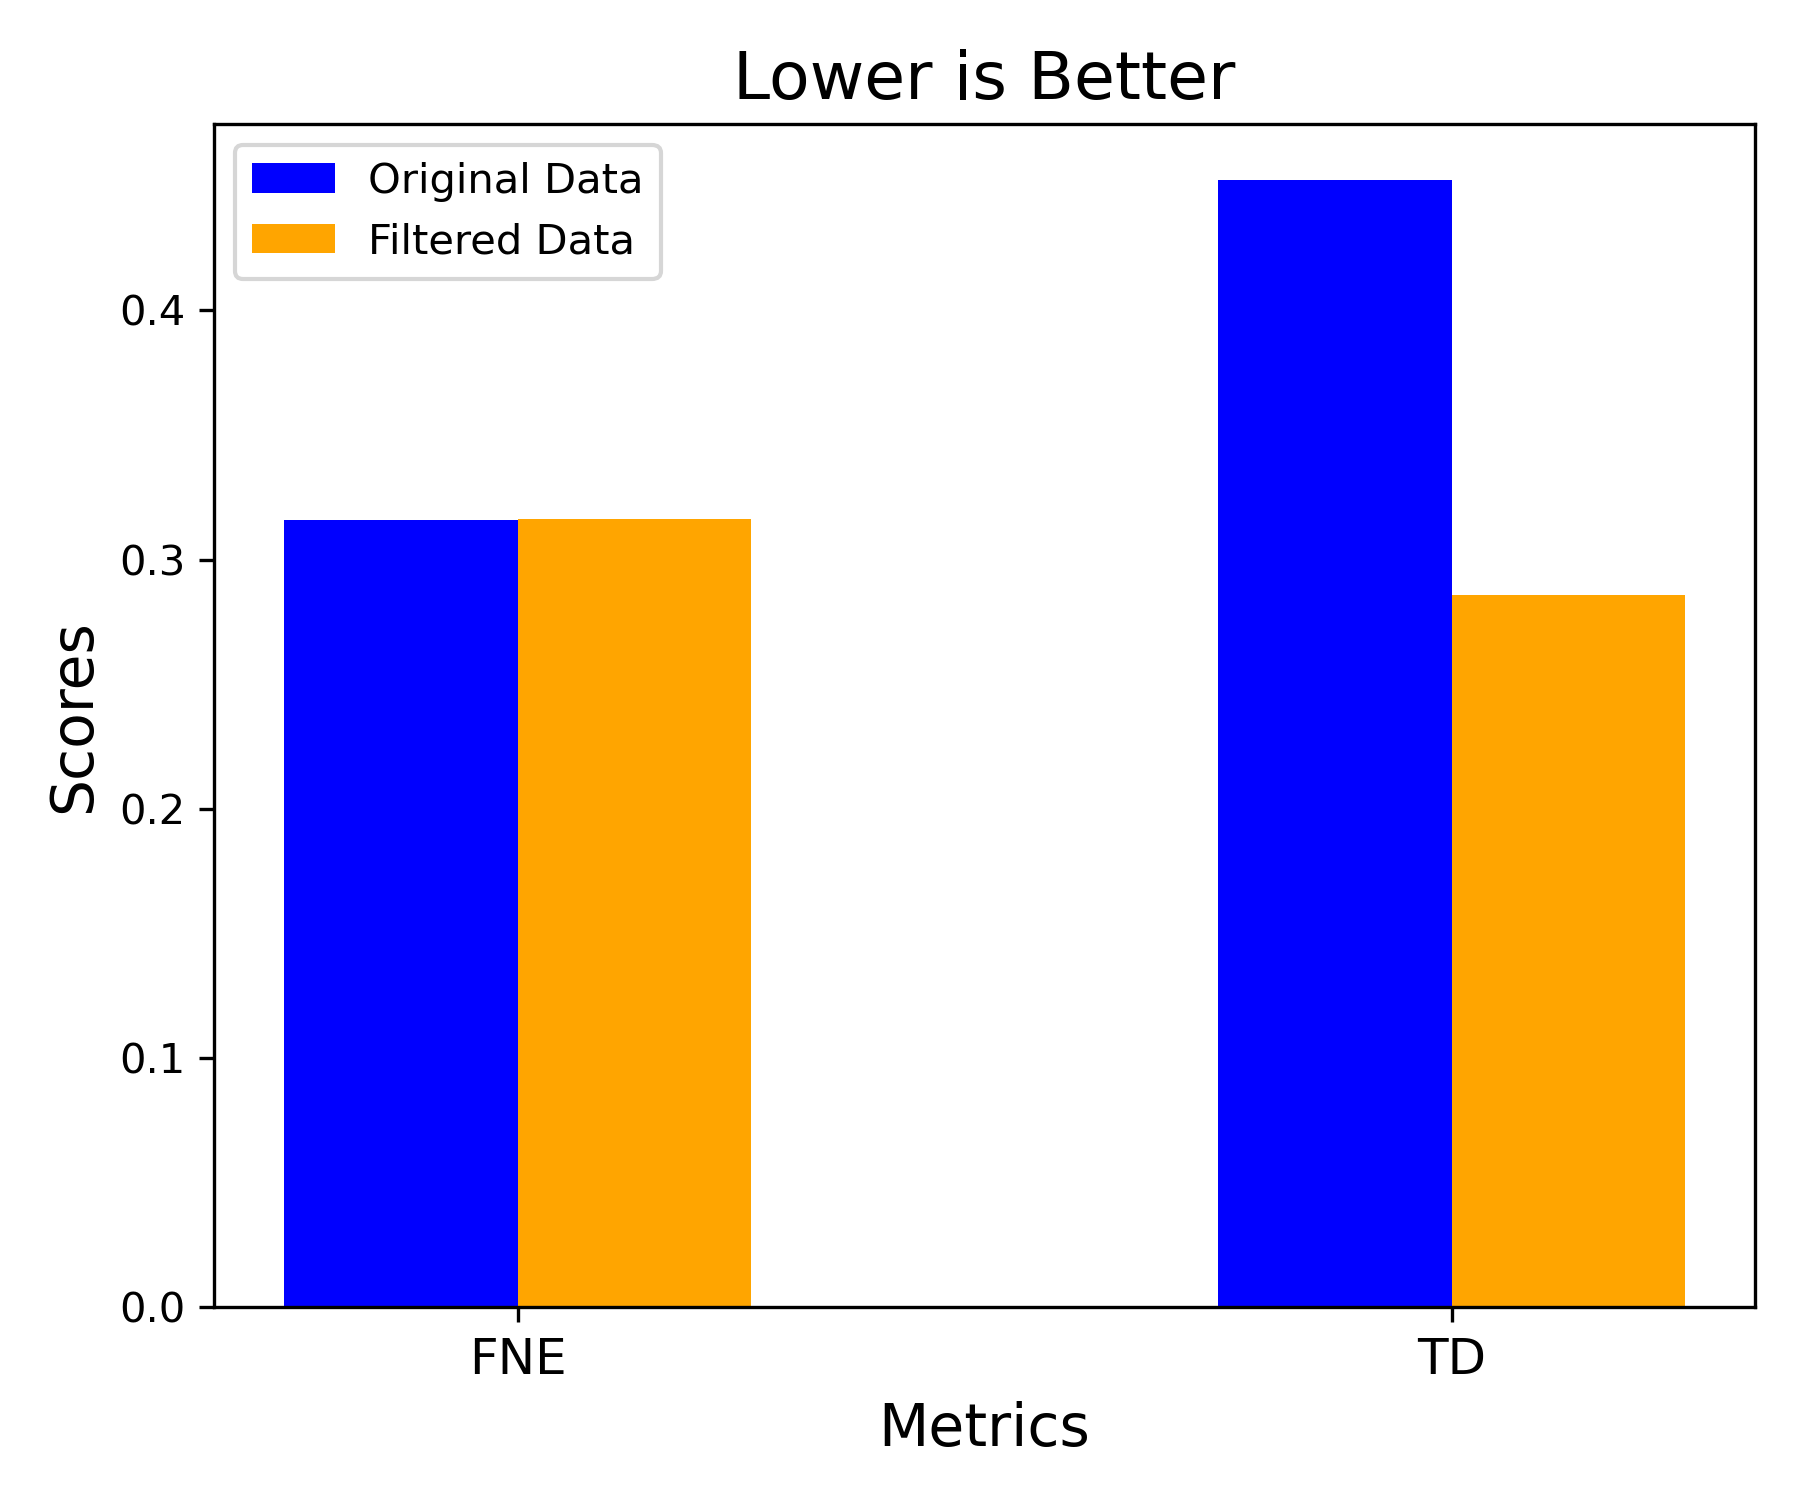 Lower is Better
Original Data
Filtered Data
0.4
0.3
0.2
0.1
0.0
Scores
FNE
TD
Metrics